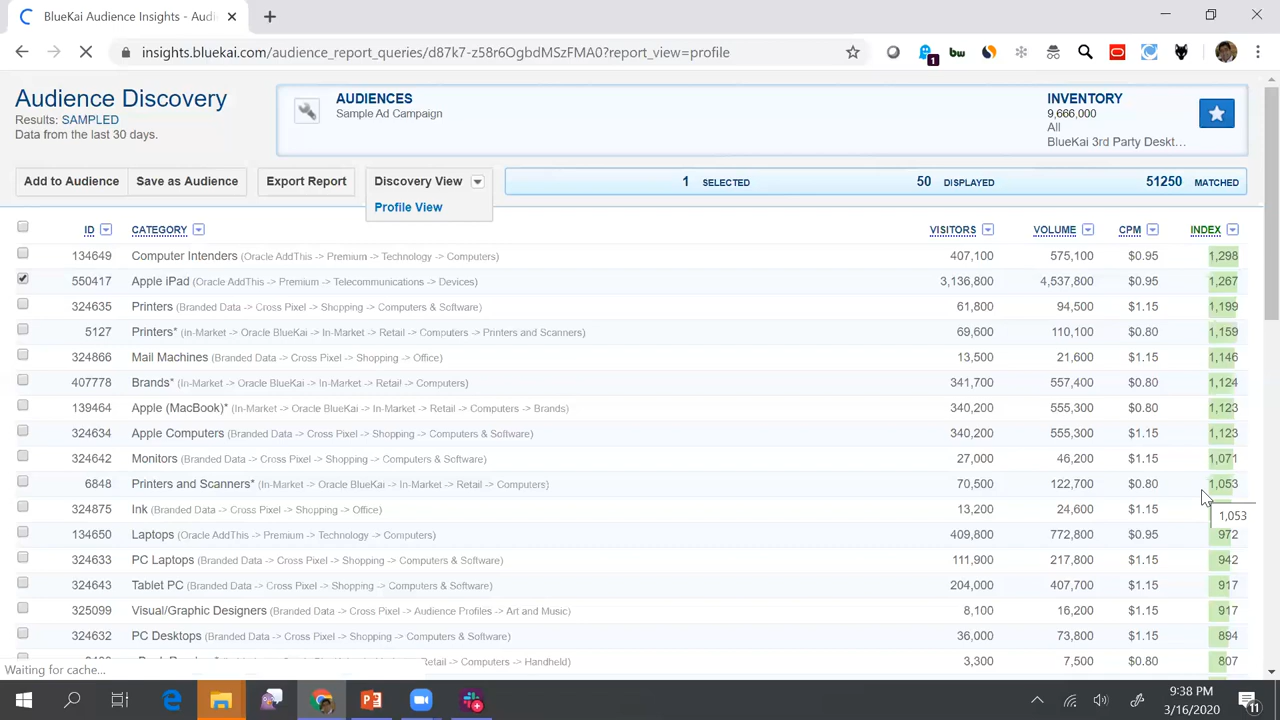 BlueKai Audience Insights - Audi
insights.bluekai.com/audience_report_queries/d87k7-z58r6OgbdMSzFMA0?report_view=profile
1
bw
Audience Discovery
Results: SAMPLED
Data from the last 30 days.
AUDIENCES
Sample Ad Campaign
INVENTORY
9,666,000
All
BlueKai 3rd Party Deskt...
Add to Audience Save as Audience Export Report Discovery View 1 SELECTED 50 DISPLAYED 51250 MATCHED
Profile View
ID CATEGORY VISITORS VOLUME CPM INDEX
134649 Computer Intenders (Oracle AddThis -> Premium -> Technology -> Computers) 407,100 575,100 $0.95 1,298
550417 Apple iPad (Oracle AddThis -> Premium -> Telecommunications -> Devices) 3,136,800 4,537,800 $0.95 1,267
324635 Printers (Branded Data -> Cross Pixel -> Shopping -> Computers & Software) 61,800 94,500 $1.15 1,199
5127 Printers* (In-Market -> Oracle BlueKai -> In-Market -> Retail -> Computers -> Printers and Scanners) 69,600 110,100 $0.80 1,159
324866 Mail Machines (Branded Data -> Cross Pixel -> Shopping -> Office) 13,500 21,600 $1.15 1,146
407778 Brands* (In-Market -> Oracle BlueKai -> In-Market -> Retail -> Computers) 341,700 557,400 $0.80 1,124
139464 Apple (MacBook)* (In-Market -> Oracle BlueKai -> In-Market -> Retail -> Computers -> Brands) 340,200 555,300 $0.80 1,123
324634 Apple Computers (Branded Data -> Cross Pixel -> Shopping -> Computers & Software) 340,200 555,300 $1.15 1,123
324642 Monitors (Branded Data -> Cross Pixel -> Shopping -> Computers & Software) 27,000 46,200 $1.15 1,071
6848 Printers and Scanners* (In-Market -> Oracle BlueKai -> In-Market -> Retail -> Computers) 70,500 122,700 $0.80 1,053
324875 Ink (Branded Data -> Cross Pixel -> Shopping -> Office) 13,200 24,600 $1.15
1,053
134650 Laptops (Oracle AddThis -> Premium -> Technology -> Computers) 409,800 772,800 $0.95 972
324633 PC Laptops (Branded Data -> Cross Pixel -> Shopping -> Computers & Software) 111,900 217,800 $1.15 942
324643 Tablet PC (Branded Data -> Cross Pixel -> Shopping -> Computers & Software) 204,000 407,700 $1.15 917
325099 Visual/Graphic Designers (Branded Data -> Cross Pixel -> Audience Profiles -> Art and Music) 8,100 16,200 $1.15 917
324632 PC Desktops (Branded Data -> Cross Pixel -> Shopping -> Computers & Software) 36,000 73,800 $1.15 894
Retail -> Computers -> Handheld) 3,300 7,500 $0.80 807
Waiting for cache...
9:38 PM
3/16/2020
11